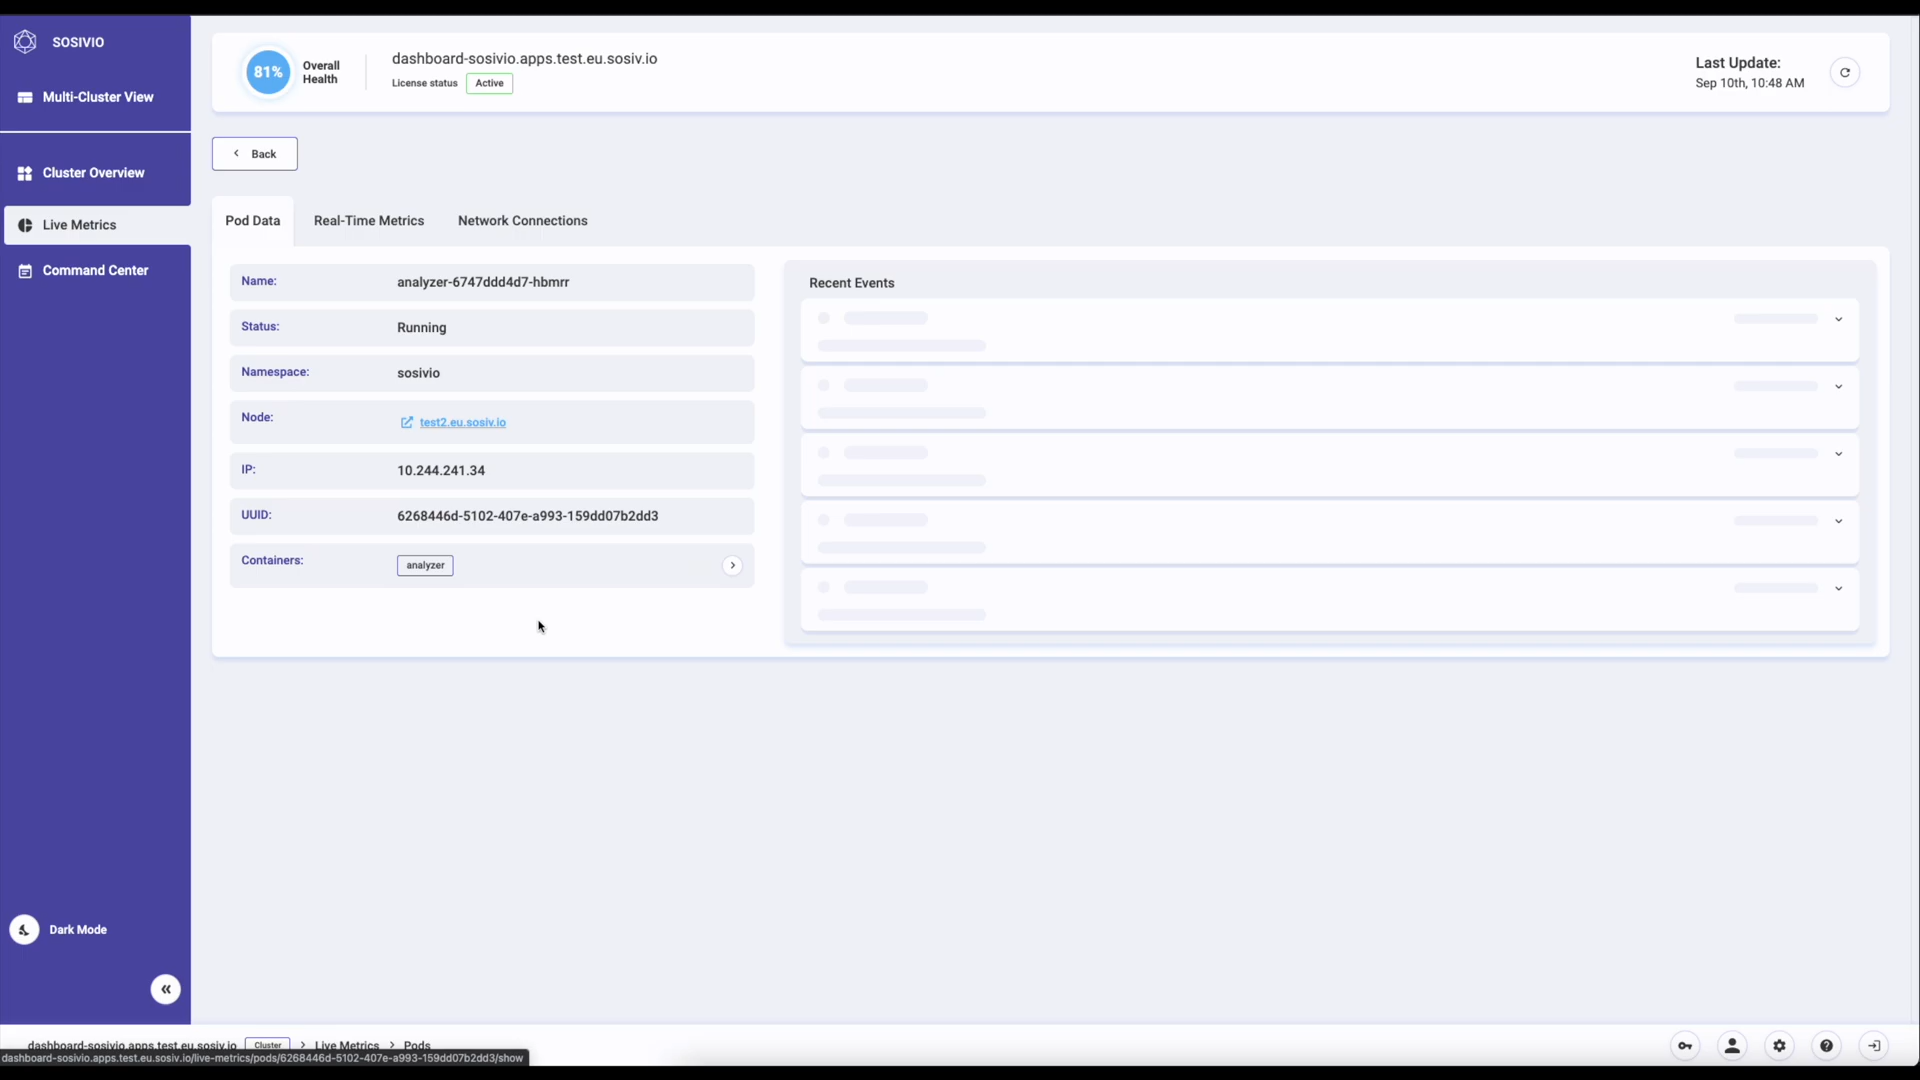 SOSIVIO
Multi-Cluster View
Cluster Overview
Live Metrics
Command Center
Dark Mode
81%
Overall
Health
dashboard-sosivio.apps.test.eu.sosiv.io
License status Active
Last Update:
Sep 10th, 10:48 AM
Back
Pod Data Real-Time Metrics Network Connections
Name: analyzer-6747ddd4d7-hbmrr
Status: Running
Namespace: sosivio
Node: test2.eu.sosiv.io
IP: 10.244.241.34
UUID: 6268446d-5102-407e-a993-159dd07b2dd3
Containers: analyzer
Recent Events
dashboard-sosivio.apps.test.eu.sosiv.io Cluster > Live Metrics > Pods
dashboard-sosivio.apps.test.eu.sosiv.io/live-metrics/pods/6268446d-5102-407e-a993-159dd07b2dd3/show